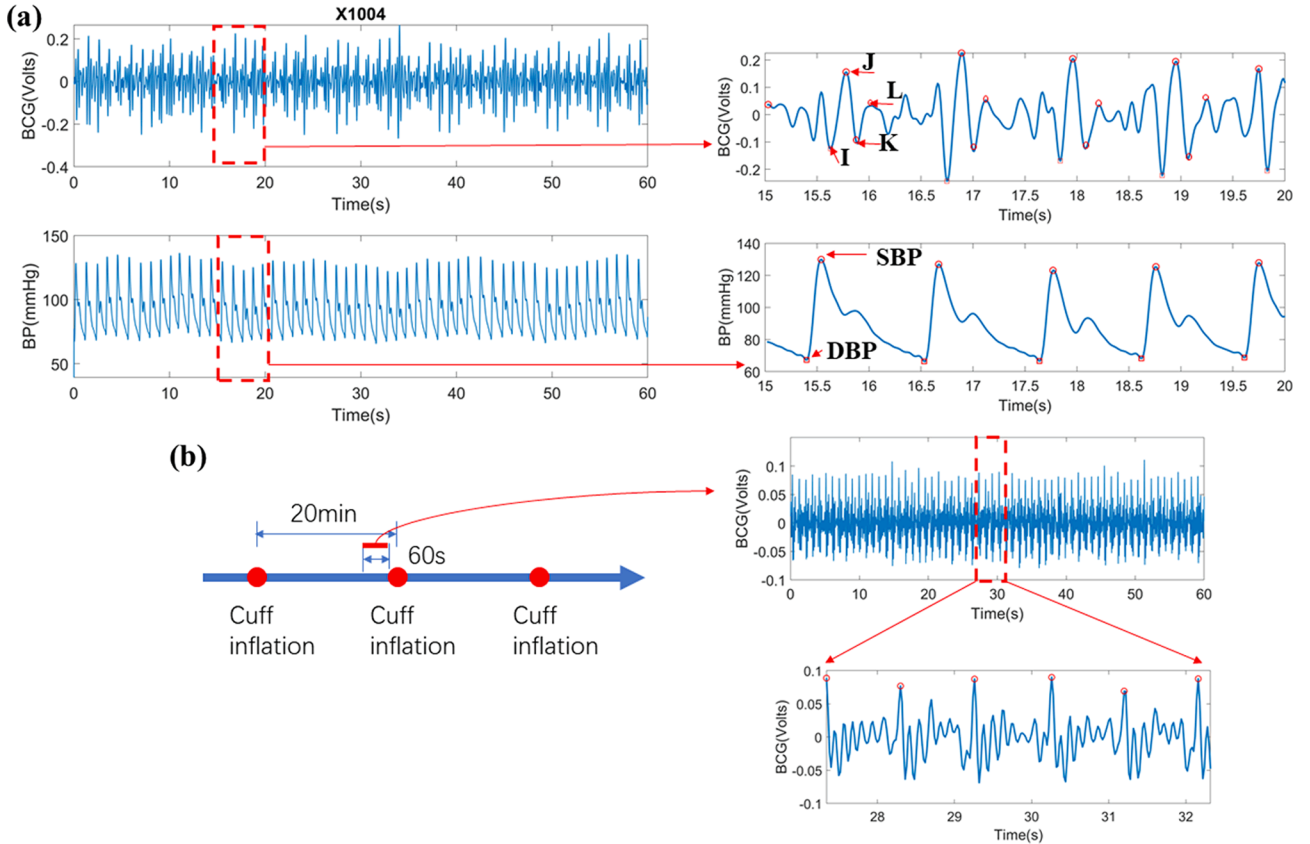 (a)
X1004
BCG(Volts)
0.2
0
-0.2
-0.4
0 10 20 30 40 50 60
Time(s)
BCG(Volts)
0.2
0.1
0
-0.1
-0.2
J
L
I
K
15 15.5 16 16.5 17 17.5 18 18.5 19 19.5 20
Time(s)
BP(mmHg)
150
100
50
0 10 20 30 40 50 60
Time(s)
BP(mmHg)
140
120
100
80
60
SBP
DBP
15 15.5 16 16.5 17 17.5 18 18.5 19 19.5 20
Time(s)
(b)
20min
60s
Cuff
inflation
Cuff
inflation
Cuff
inflation
BCG(Volts)
0.1
0.05
0
-0.05
-0.1
0 10 20 30 40 50 60
Time(s)
BCG(Volts)
0.1
0.05
0
-0.05
-0.1
28 29 30 31 32
Time(s)